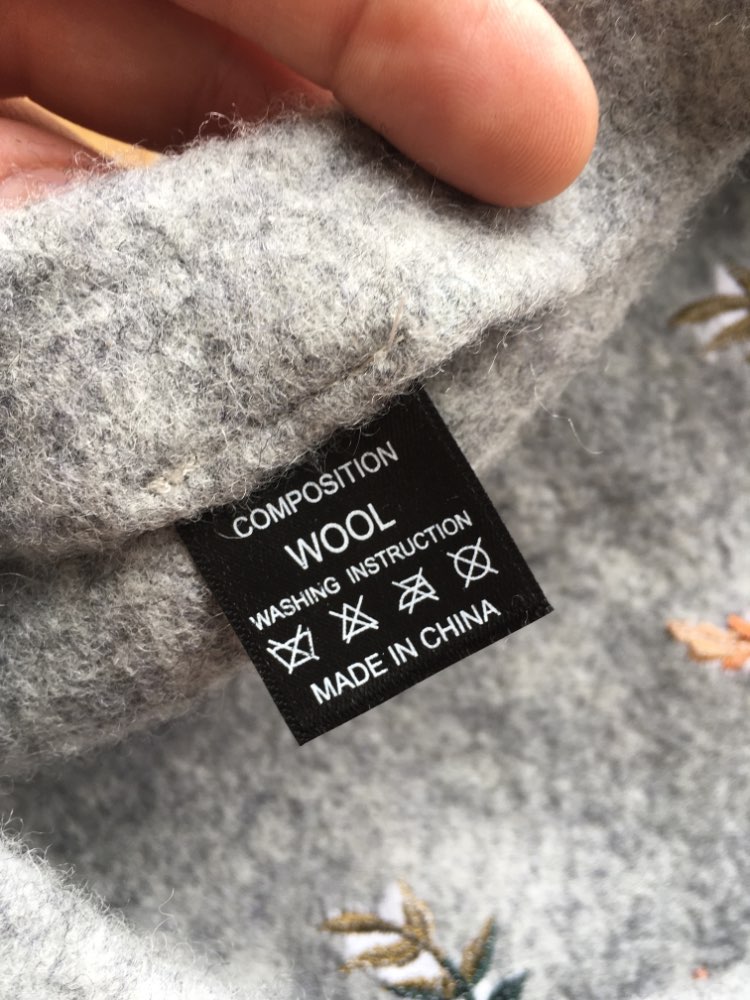 COMPOSITION
WOOL
WASHING INSTRUCTION
MADE IN CHINA